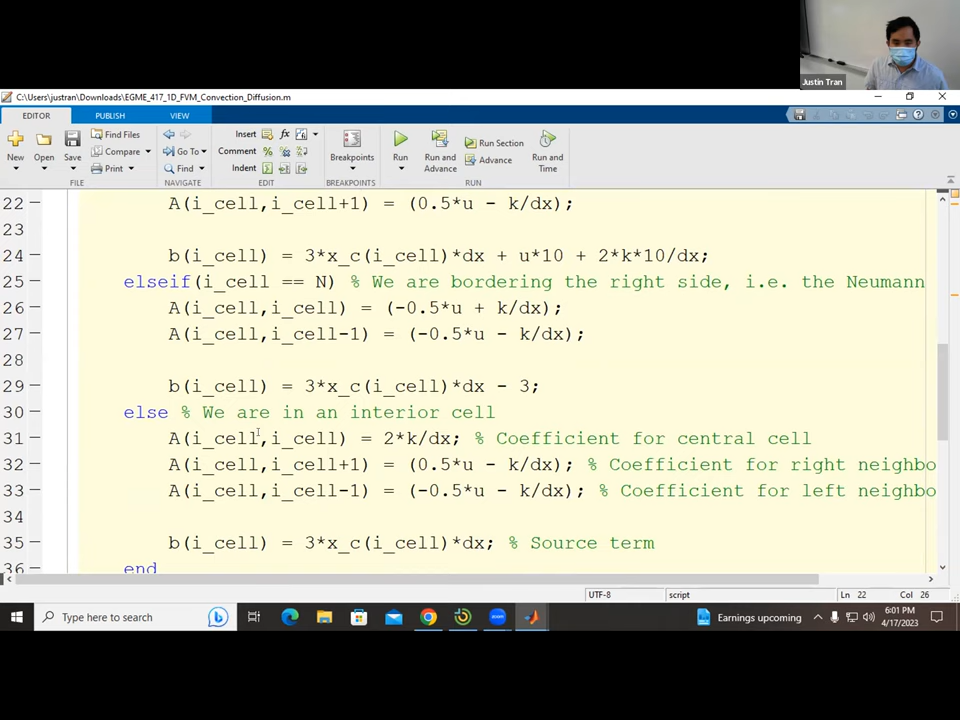 Justin Tran
C:\Users\justran\Downloads\EGME_417_1D_FVM_Convection_Diffusion.m
EDITOR PUBLISH VIEW
New Open Save
Find Files
Compare
Print
Go To
Find
Insert
Comment
Indent
Breakpoints
Run
Run and Advance
Run Section
Advance
Run and Time
FILE NAVIGATE EDIT BREAKPOINTS RUN
22 A(i_cell,i_cell+1) = (0.5*u - k/dx);
23
24 b(i_cell) = 3*x_c(i_cell)*dx + u*10 + 2*k*10/dx;
25 elseif(i_cell == N) % We are bordering the right side, i.e. the Neumann
26 A(i_cell,i_cell) = (-0.5*u + k/dx);
27 A(i_cell,i_cell-1) = (-0.5*u - k/dx);
28
29 b(i_cell) = 3*x_c(i_cell)*dx - 3;
30 else % We are in an interior cell
31 A(i_cell,i_cell) = 2*k/dx; % Coefficient for central cell
32 A(i_cell,i_cell+1) = (0.5*u - k/dx); % Coefficient for right neighbo
33 A(i_cell,i_cell-1) = (-0.5*u - k/dx); % Coefficient for left neighbo
34
35 b(i_cell) = 3*x_c(i_cell)*dx; % Source term
36 end
UTF-8 script Ln 22 Col 26
Type here to search
Earnings upcoming
6:01 PM
4/17/2023